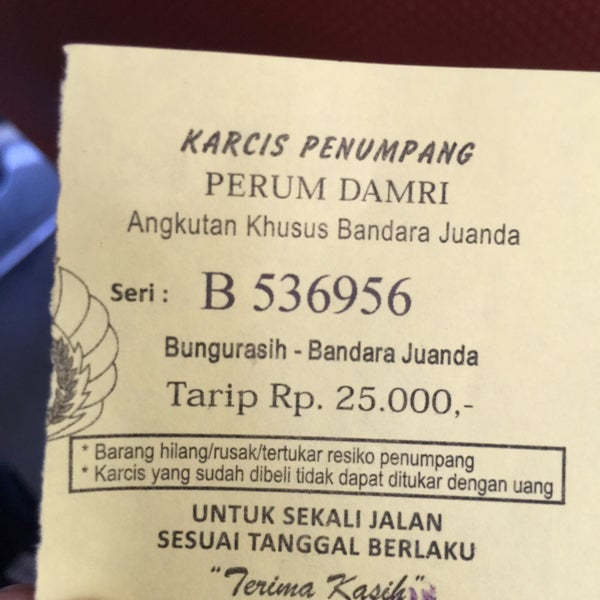 KARCIS PENUMPANG
PERUM DAMRI
Angkutan Khusus Bandara Juanda
Seri : B 536956
Bungurasih - Bandara Juanda
Tarip Rp. 25.000,-
* Barang hilang/rusak/tertukar resiko penumpang
* Karcis yang sudah dibeli tidak dapat ditukar dengan uang
UNTUK SEKALI JALAN
SESUAI TANGGAL BERLAKU
"Terima Kasih"